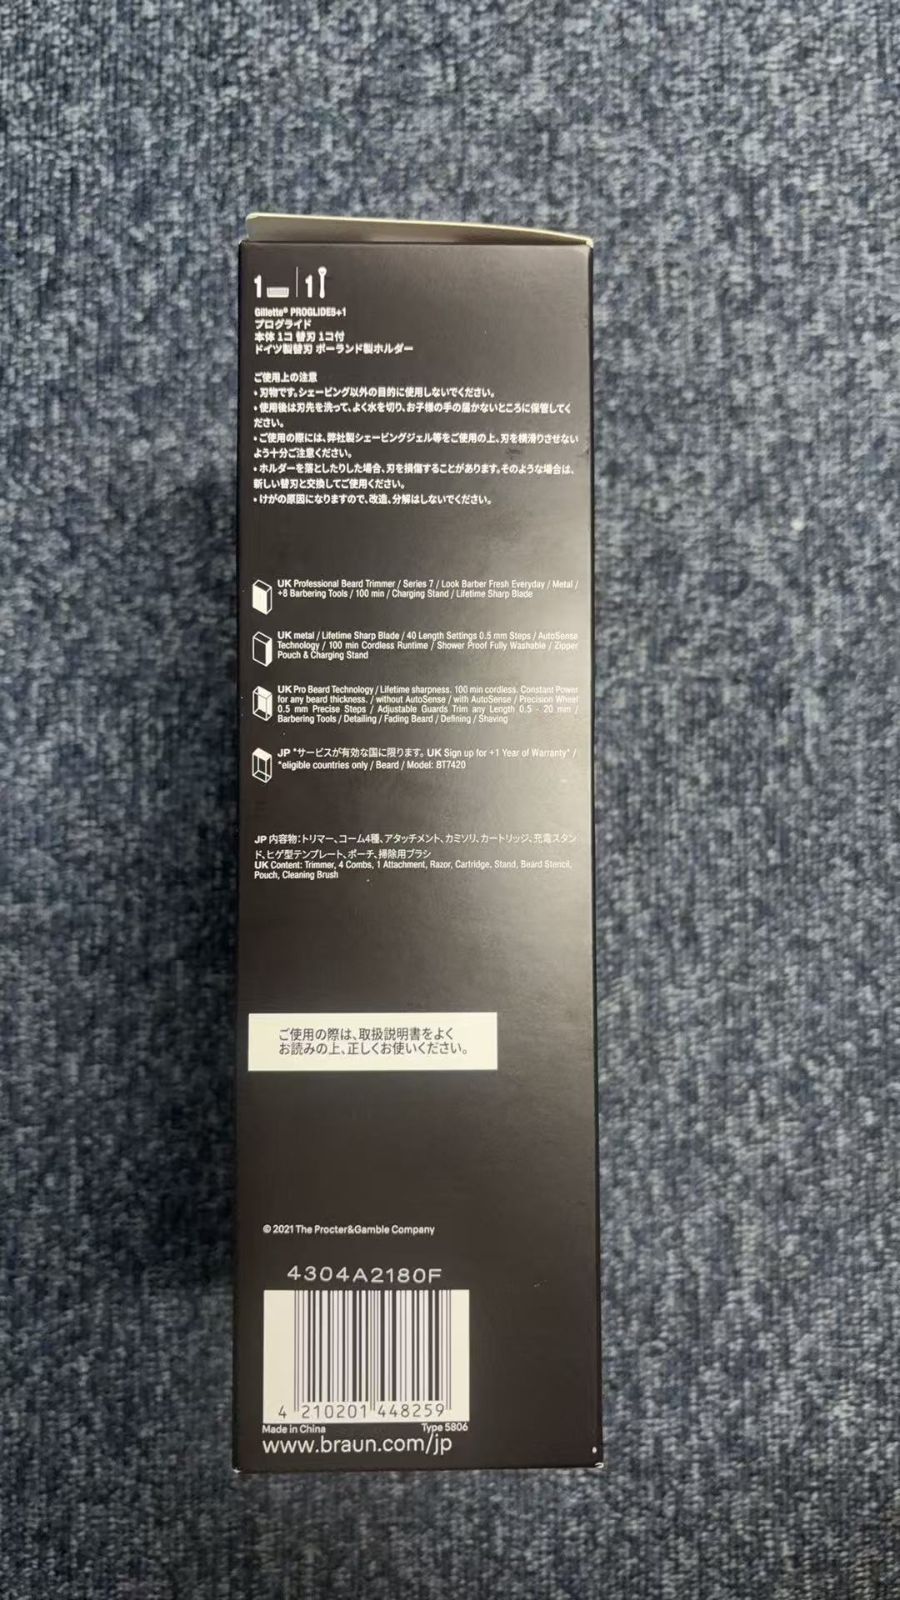 1 1
Gillette® PROGLIDE5+1
プログライド
本体 1コ 替刃 1コ付
ドイツ製替刃 ポーランド製ホルダー
ご使用上の注意
・刃物です。シェービング以外の目的に使用しないでください。
・使用後は刃先を洗って、よく水を切り、お子様の手の届かないところに保管してく
ださい。
・ご使用の際には、弊社製シェービングジェル等をご使用の上、刃を横滑りさせない
よう十分ご注意ください。
・ホルダーを落としたりした場合、刃を損傷することがあります。そのような場合は、
新しい替刃と交換してご使用ください。
・けがの原因になりますので、改造、分解はしないでください。
UK Professional Beard Trimmer / Series 7 / Look Barber Fresh Everyday / Metal /
+8 Barbering Tools / 100 min / Charging Stand / Lifetime Sharp Blade
UK metal / Lifetime Sharp Blade / 40 Length Settings 0.5 mm Steps / AutoSense
Technology / 100 min Cordless Runtime / Shower Proof Fully Washable / Zipper
Pouch & Charging Stand
UK Pro Beard Technology / Lifetime sharpness. 100 min cordless. Constant Power
for any beard thickness. / without AutoSense / with AutoSense / Precision Wheel
0.5 mm Precise Steps / Adjustable Guards Trim any Length 0.5 - 20 mm /
Barbering Tools / Detailing / Fading Beard / Defining / Shaving
JP *サービスが有効な国に限ります。 UK Sign up for +1 Year of Warranty* /
*eligible countries only / Beard / Model: BT7420
JP 内容物：トリマー、コーム4種、アタッチメント、カミソリ、カートリッジ、充電スタン
ド、ヒゲ型テンプレート、ポーチ、掃除用ブラシ
UK Content: Trimmer, 4 Combs, 1 Attachment, Razor, Cartridge, Stand, Beard Stencil,
Pouch, Cleaning Brush
ご使用の際は、取扱説明書をよく
お読みの上、正しくお使いください。
© 2021 The Procter&Gamble Company
4304A2180F
4 210201 448259
Made in China Type 5806
www.braun.com/jp